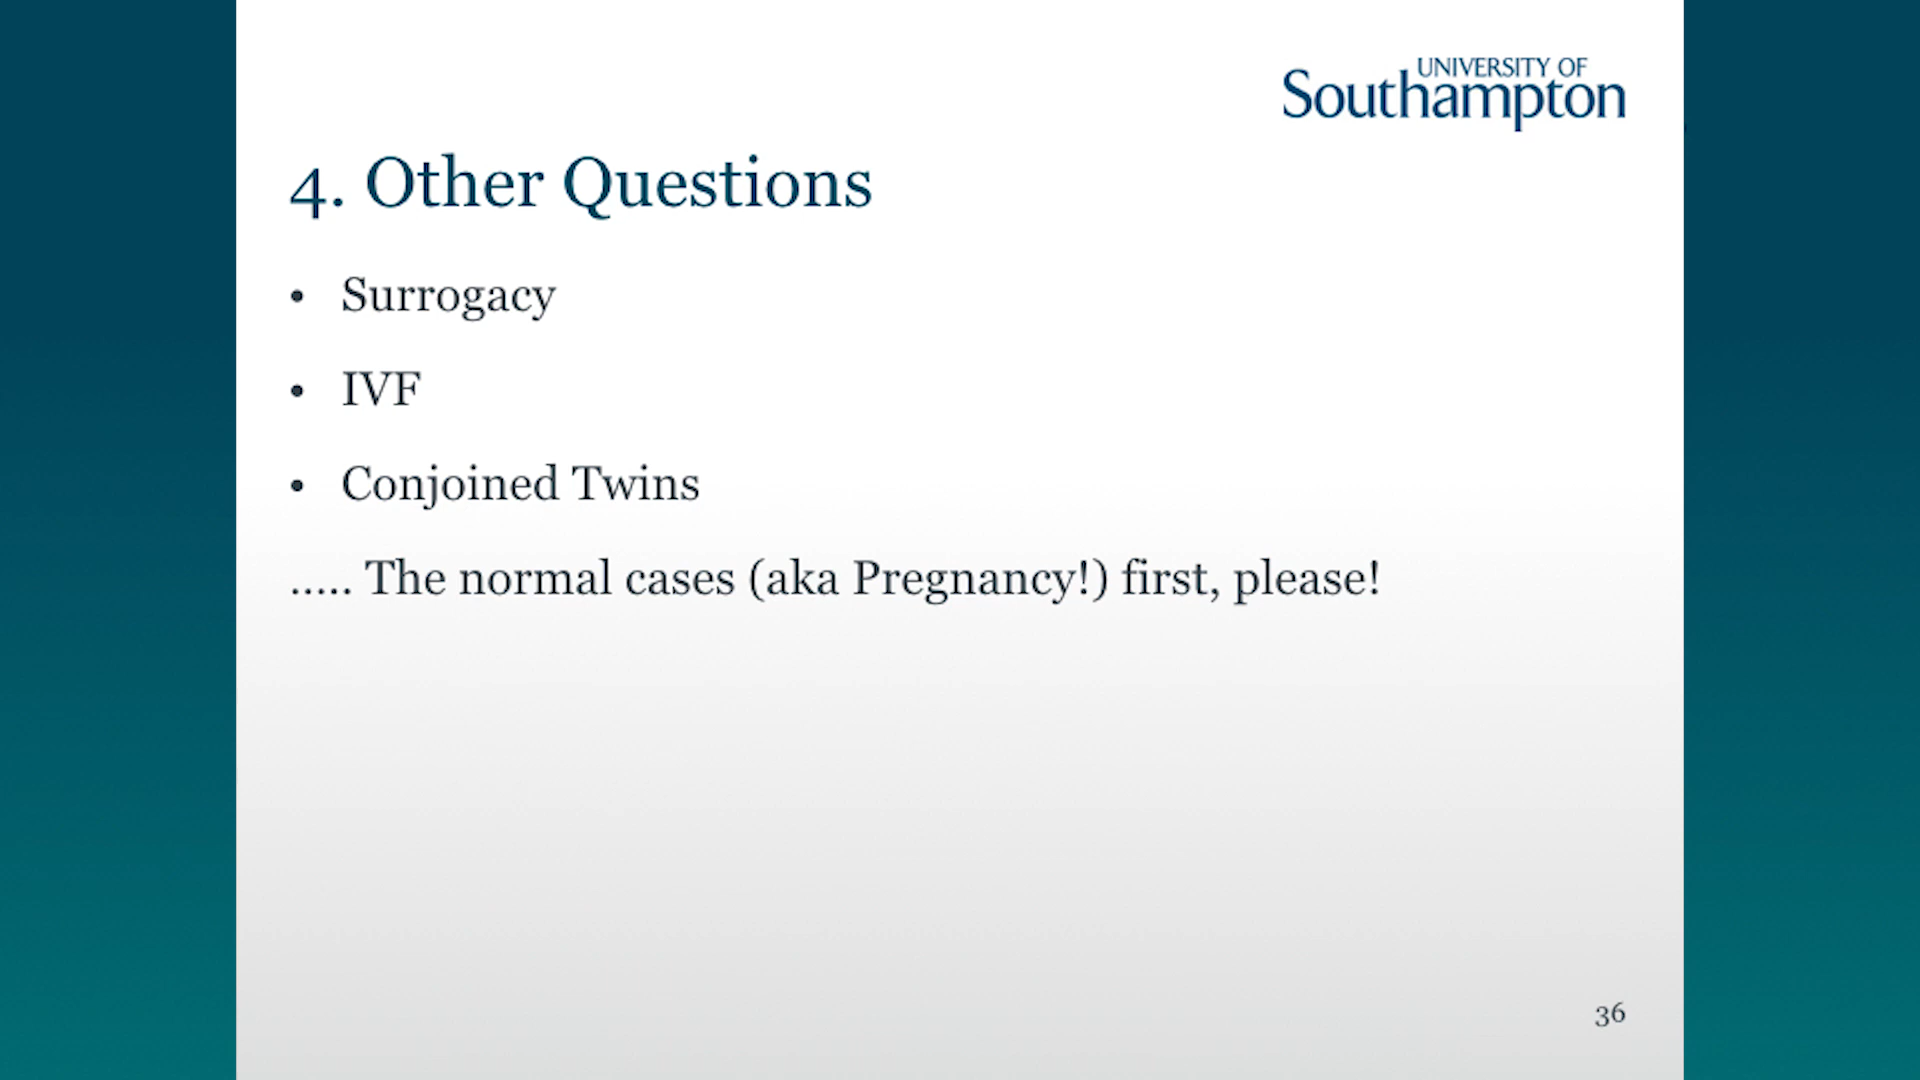 UNIVERSITY OF
Southampton
4. Other Questions
• Surrogacy
• IVF
• Conjoined Twins
..... The normal cases (aka Pregnancy!) first, please!
36